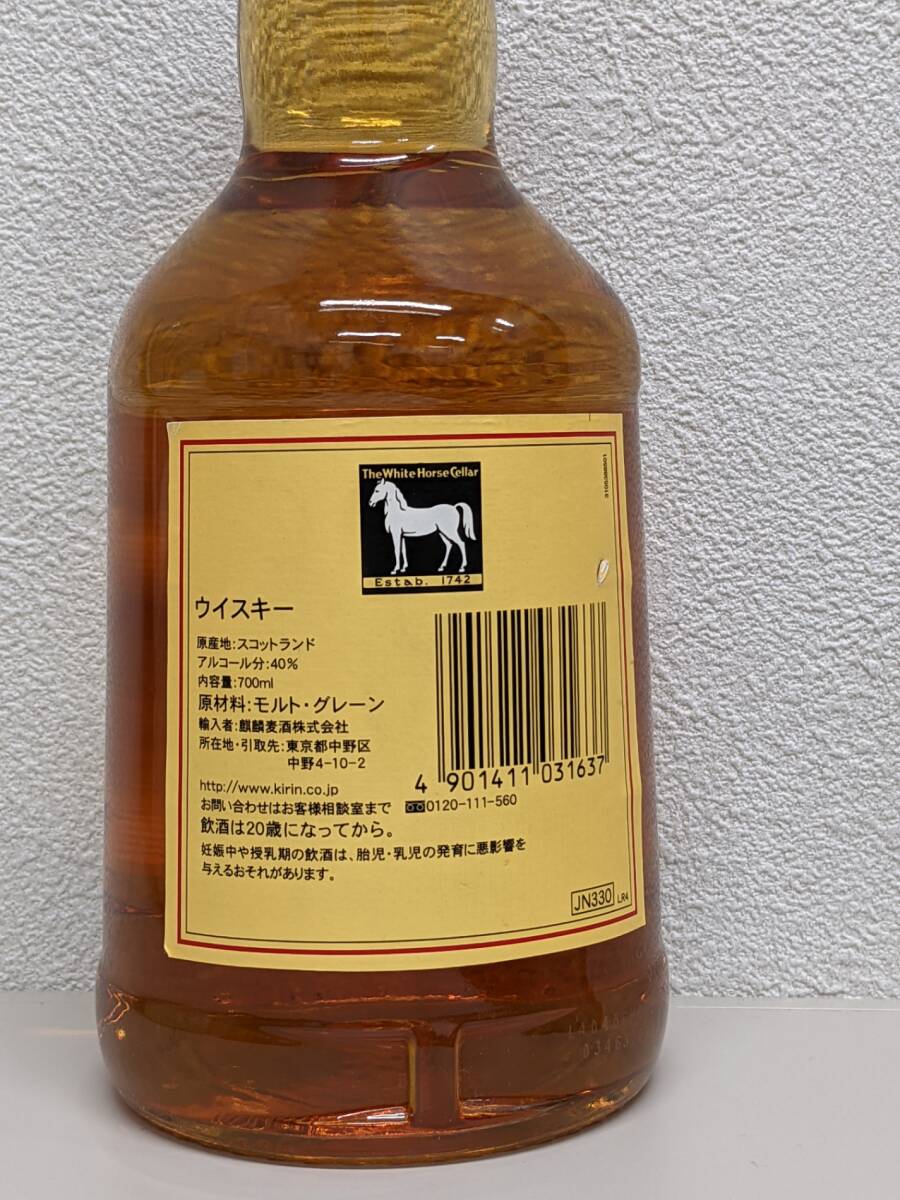 The White Horse Cellar
Estab. 1742
3105388501
ウイスキー
原産地:スコットランド
アルコール分:40%
内容量:700ml
原材料:モルト・グレーン
輸入者:麒麟麦酒株式会社
所在地・引取先:東京都中野区
中野4-10-2
4 901411 031637
http://www.kirin.co.jp
お問い合わせはお客様相談室まで 0120-111-560
飲酒は20歳になってから。
妊娠中や授乳期の飲酒は、胎児・乳児の発育に悪影響を
与えるおそれがあります。
JN330 LR4